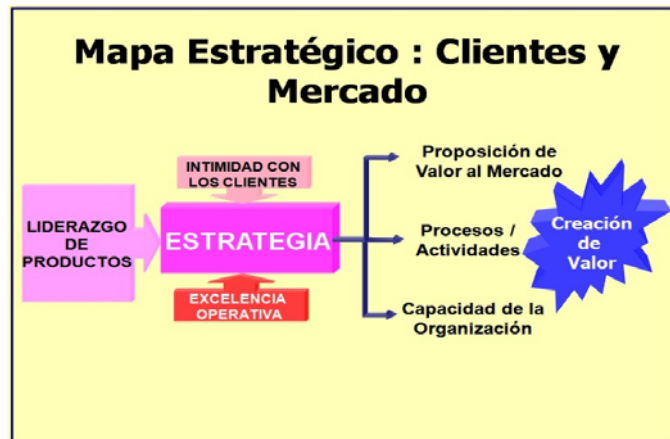 Mapa Estratégico : Clientes y
Mercado
INTIMIDAD CON
LOS CLIENTES
LIDERAZGO
DE
PRODUCTOS
ESTRATEGIA
EXCELENCIA
OPERATIVA
Proposición de
Valor al Mercado
Procesos /
Actividades
Capacidad de la
Organización
Creación
de
Valor